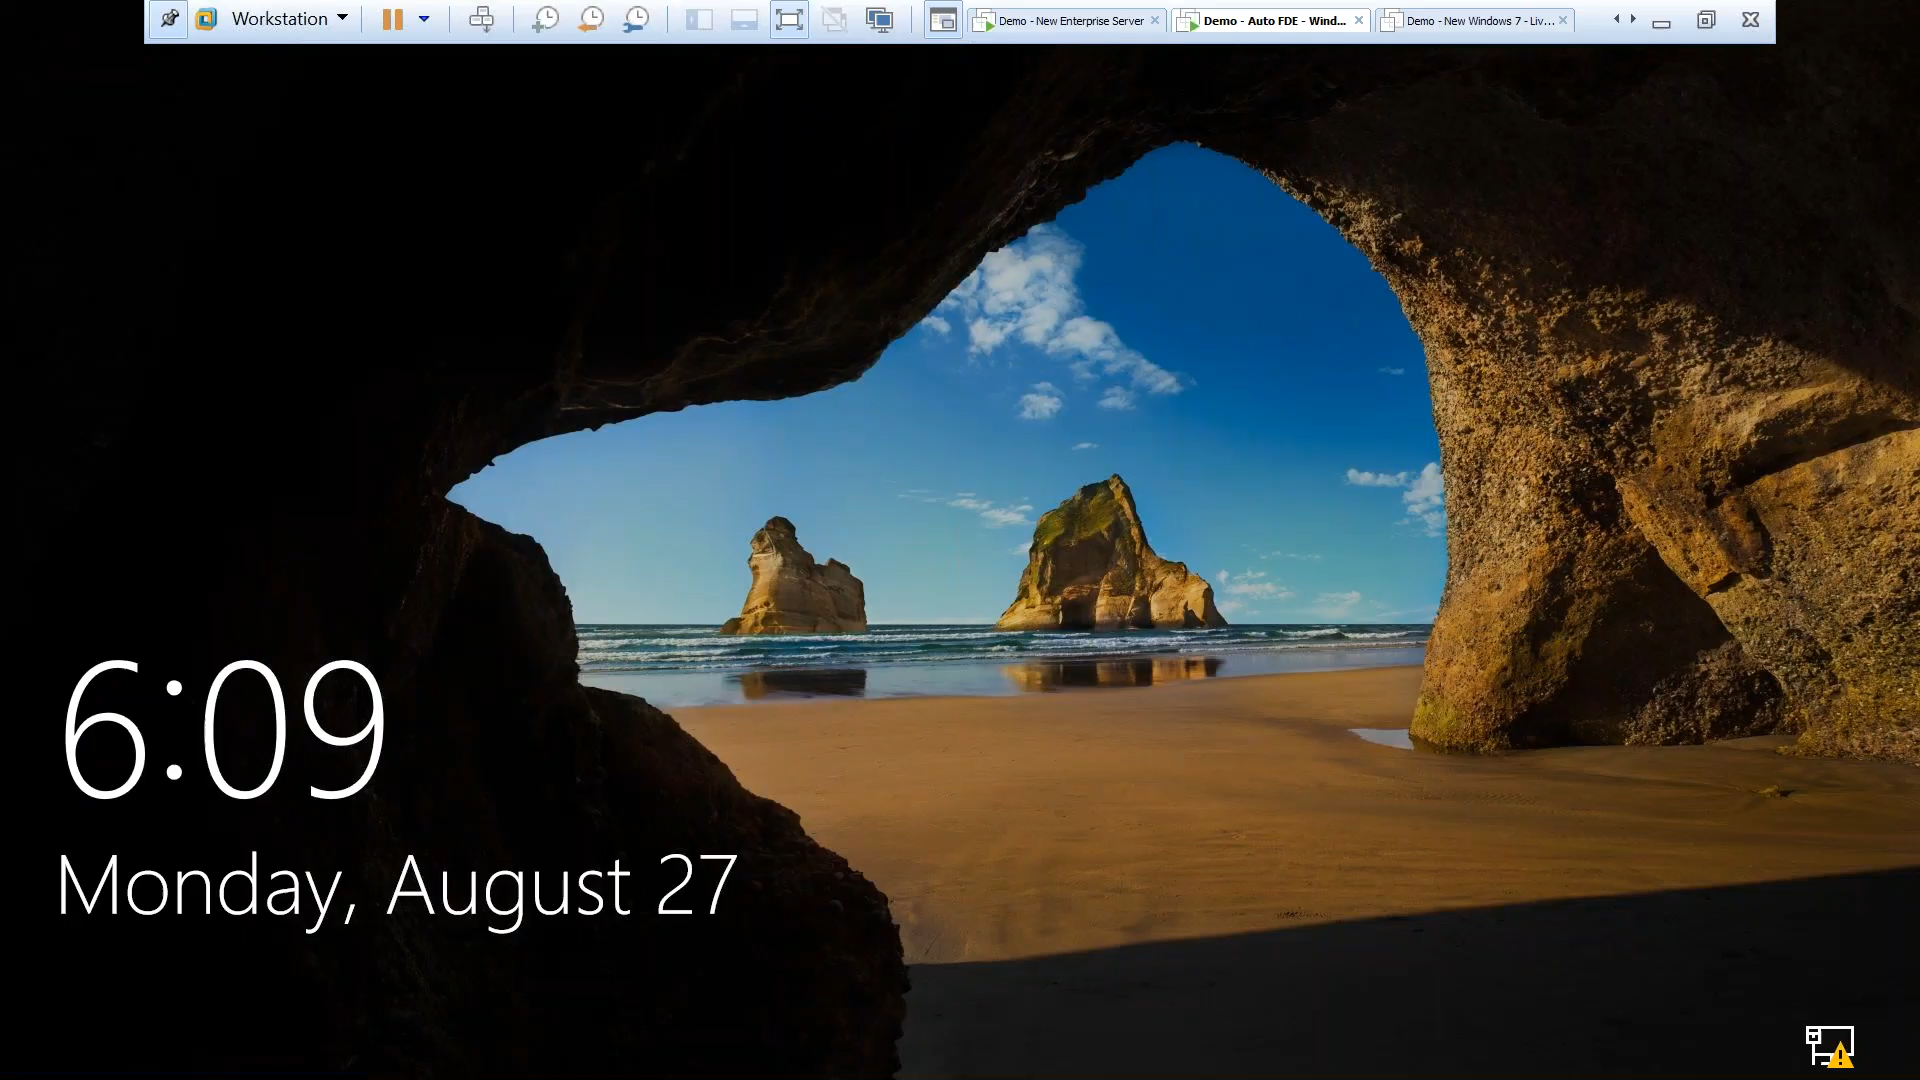 Workstation
Demo - New Enterprise Server
Demo - Auto FDE - Wind...
Demo - New Windows 7 - Liv...
6:09
Monday, August 27